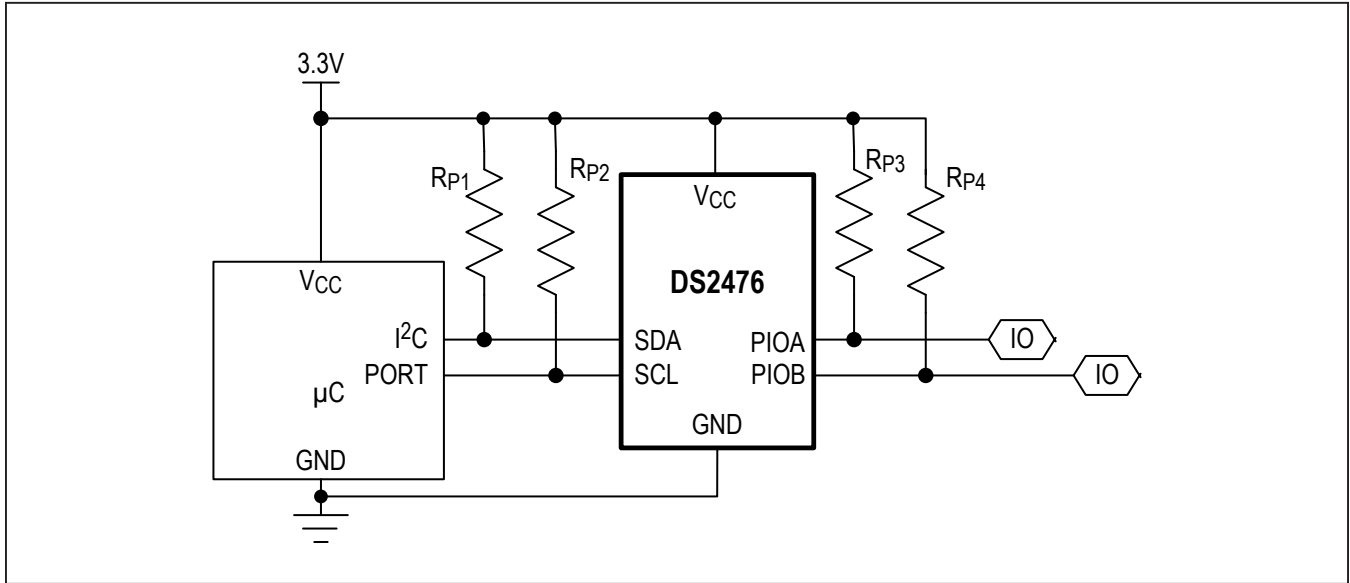 3.3V
RP1
RP2
RP3
RP4
VCC
VCC
DS2476
I²C
PORT
µC
GND
SDA
SCL
GND
PIOA
PIOB
IO
IO